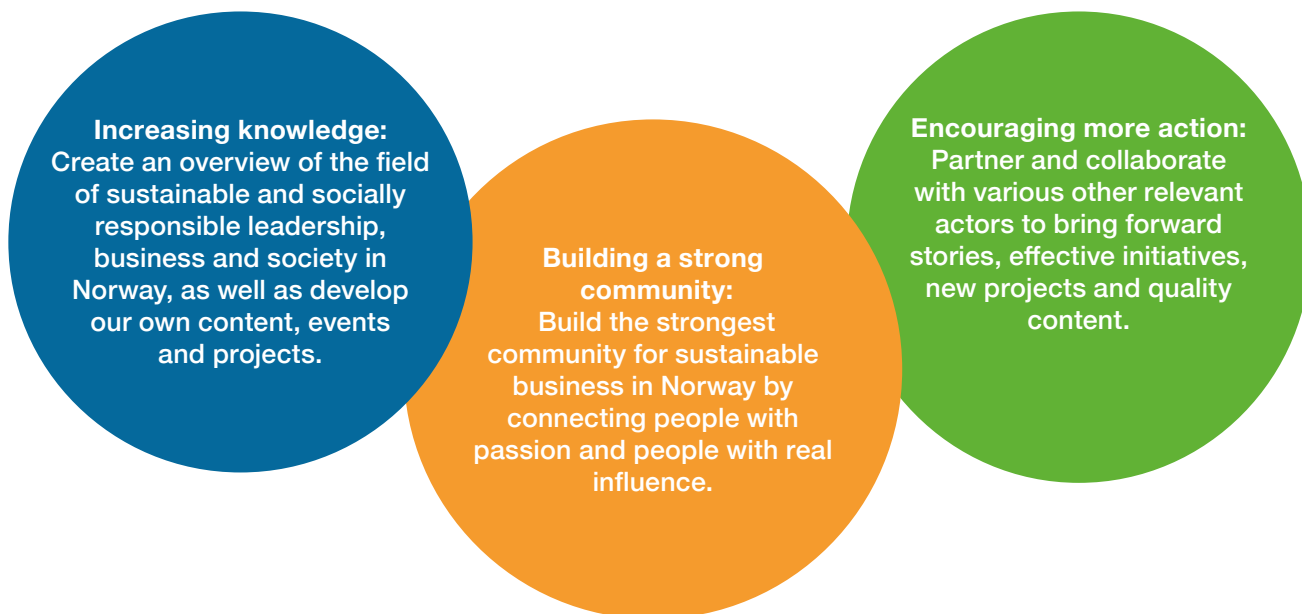 Increasing knowledge:
Create an overview of the field
of sustainable and socially
responsible leadership,
business and society in
Norway, as well as develop
our own content, events
and projects.
Building a strong
community:
Build the strongest
community for sustainable
business in Norway by
connecting people with
passion and people with real
influence.
Encouraging more action:
Partner and collaborate
with various other relevant
actors to bring forward
stories, effective initiatives,
new projects and quality
content.